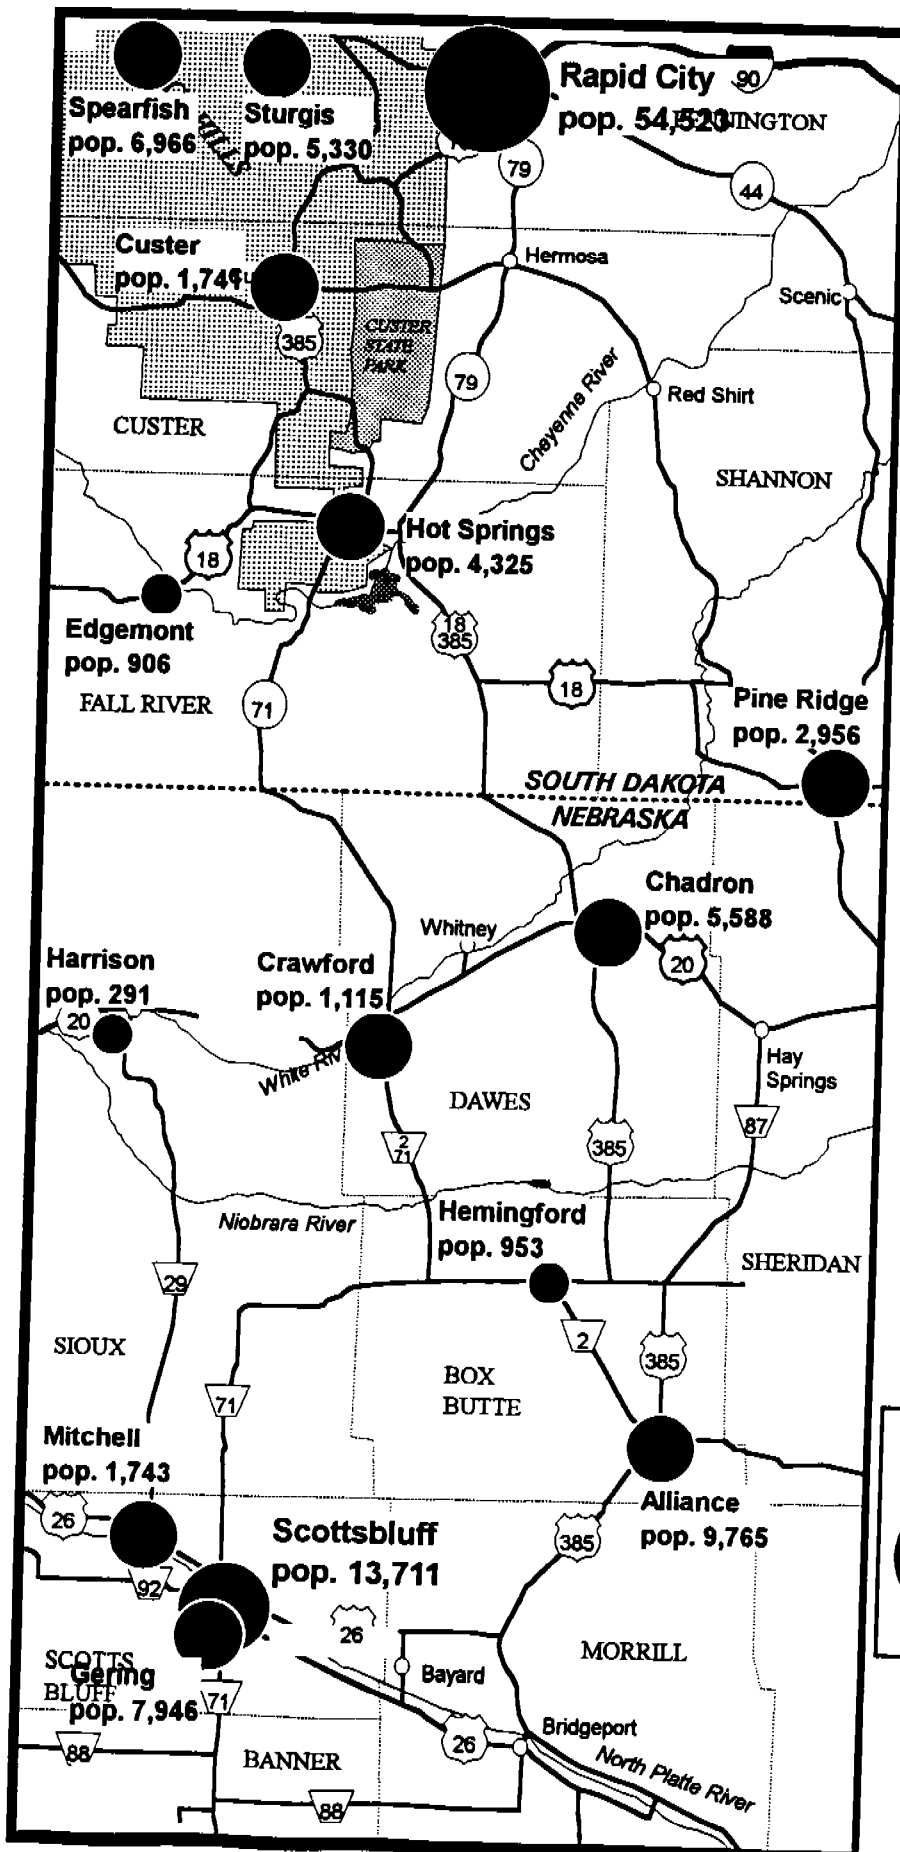 Rapid City
pop. 54,523
90
PENNINGTON
Spearfish
pop. 6,966
HILLS
Sturgis
pop. 5,330
79
44
Custer
pop. 1,741
Hermosa
Scenic
385
CUSTER
STATE
PARK
79
Cheyenne River
Red Shirt
CUSTER
SHANNON
Hot Springs
pop. 4,325
18
Edgemont
pop. 906
18
385
FALL RIVER
71
18
Pine Ridge
pop. 2,956
SOUTH DAKOTA
NEBRASKA
Chadron
pop. 5,588
Whitney
Harrison
pop. 291
Crawford
pop. 1,115
20
20
White Riv
Hay
Springs
DAWES
2
71
385
87
Niobrara River
Hemingford
pop. 953
SHERIDAN
29
2
SIOUX
385
BOX
BUTTE
71
Mitchell
pop. 1,743
Alliance
pop. 9,765
26
Scottsbluff
pop. 13,711
385
92
26
MORRILL
SCOTTS
BLUFF
Gering
pop. 7,946
71
Bayard
26
Bridgeport
88
BANNER
North Platte River
88